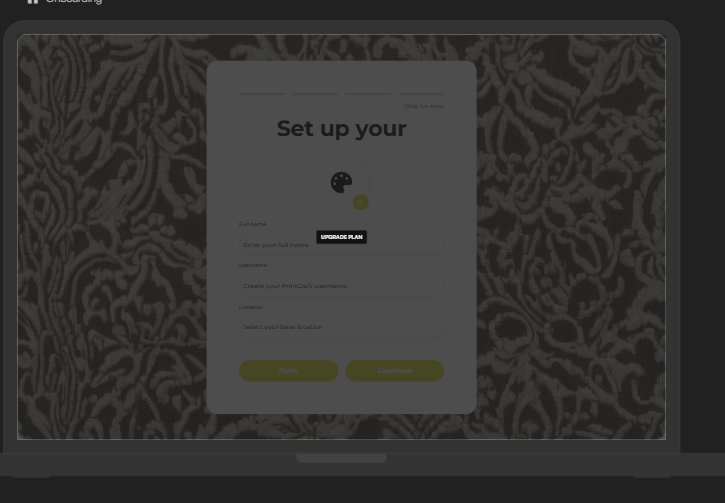 Onboarding
Skip for now
Set up your
Full name
UPGRADE PLAN
Enter your full name
Username
Create your PrintGrail username
Location
Select your base location
Back
Continue